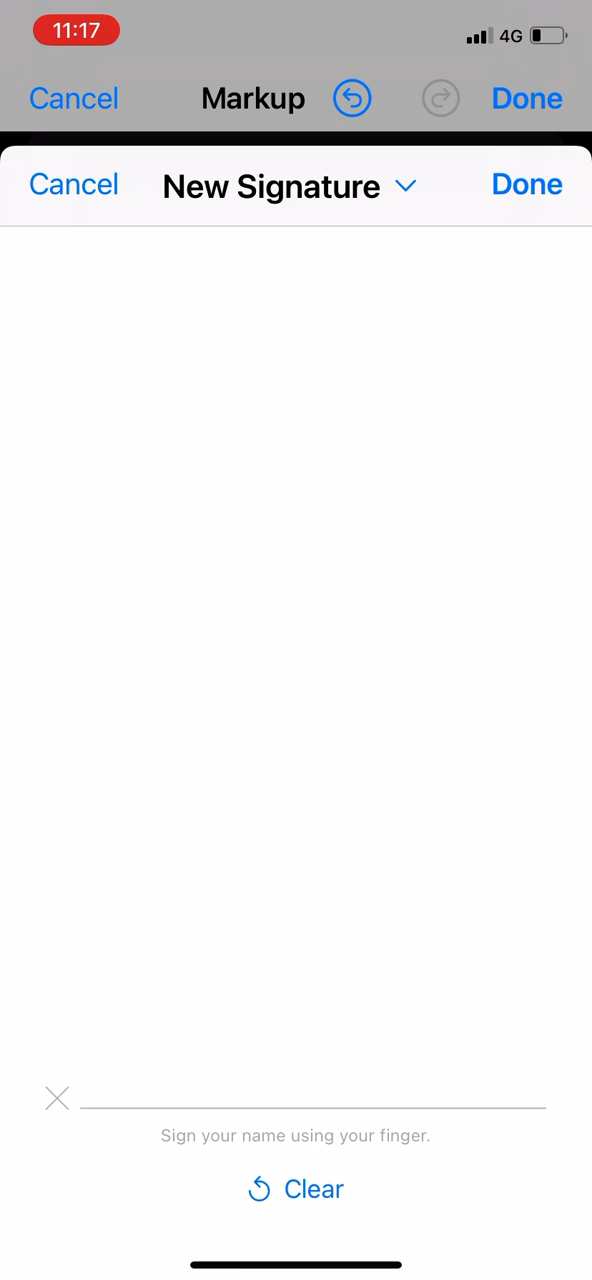 11:17 4G
Cancel Markup Done
Cancel New Signature Done
Sign your name using your finger.
Clear